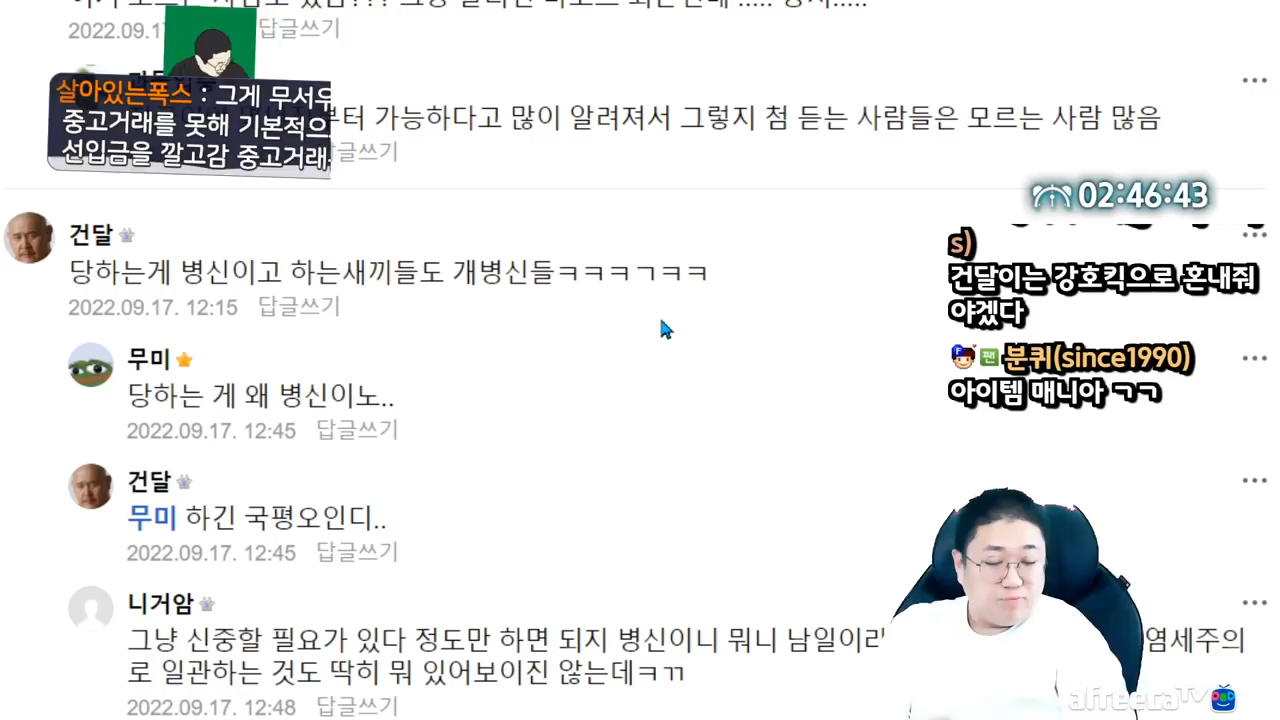 2022.09.1
답글쓰기
살아있는폭스 : 그게 무서우
중고거래를 못해 기본적으
선입금을 깔고감 중고거래
부터 가능하다고 많이 알려져서 그렇지 첨 듣는 사람들은 모르는 사람 많음
답글쓰기
02:46:43
건달
당하는게 병신이고 하는새끼들도 개병신들ㅋㅋㅋㄱㅋㅋ
2022.09.17. 12:15 답글쓰기
s)
건달이는 강호킥으로 혼내줘
야겠다
팬 분퀴(since1990)
아이템 매니아 ㄱㄱ
무미
당하는 게 왜 병신이노..
2022.09.17. 12:45 답글쓰기
건달
무미 하긴 국평오인디..
2022.09.17. 12:45 답글쓰기
니거암
그냥 신중할 필요가 있다 정도만 하면 되지 병신이니 뭐니 남일이라 염세주의
로 일관하는 것도 딱히 뭐 있어보이진 않는데ㅋㄲ
2022.09.17. 12:48 답글쓰기
afreecaTV